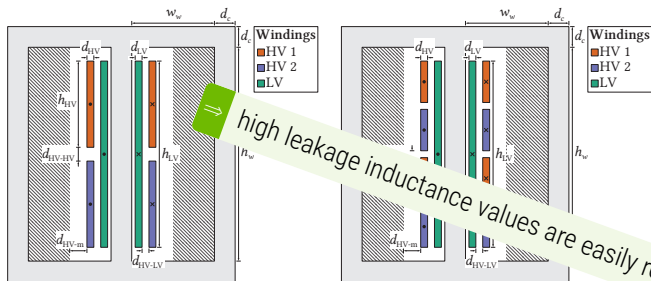 w_w
d_c
d_c
d_HV
d_LV
h_HV
d_HV-HV
h_LV
h_w
d_HV-m
d_HV-LV
Windings
HV 1
HV 2
LV
w_w
d_c
d_c
d_HV
d_LV
h_LV
h_w
d_HV-m
d_HV-LV
Windings
HV 1
HV 2
LV
⇒ high leakage inductance values are easily